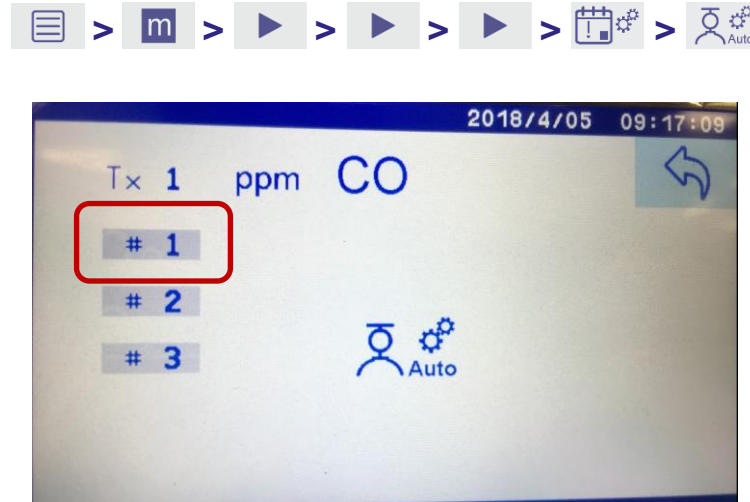 > m > > > > > Auto
2018/4/05 09:17:09
Tx 1 ppm CO
# 1
# 2
# 3
Auto